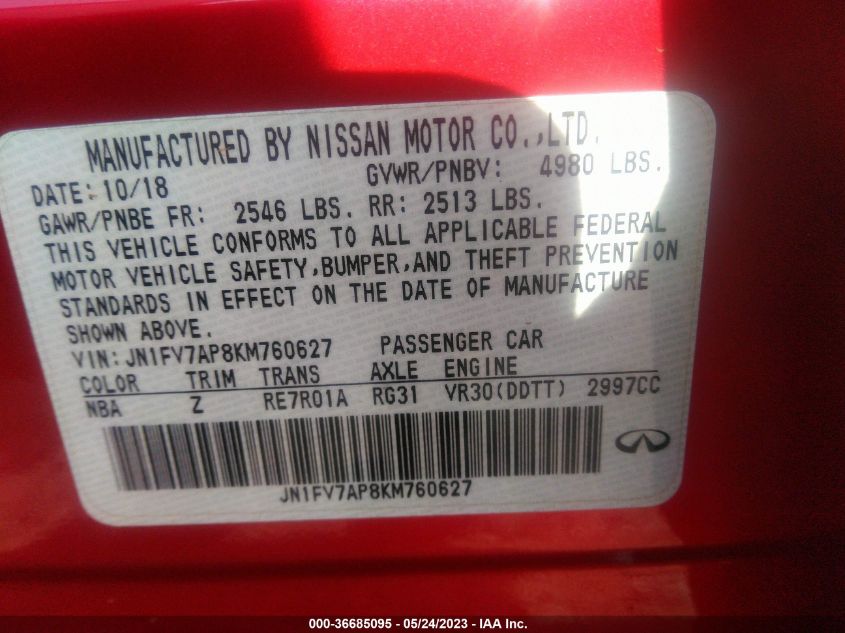 MANUFACTURED BY NISSAN MOTOR CO.,LTD.
DATE: 10/18 GVWR/PNBV: 4980 LBS.
GAWR/PNBE FR: 2546 LBS. RR: 2513 LBS.
THIS VEHICLE CONFORMS TO ALL APPLICABLE FEDERAL
MOTOR VEHICLE SAFETY,BUMPER,AND THEFT PREVENTION
STANDARDS IN EFFECT ON THE DATE OF MANUFACTURE
SHOWN ABOVE.
VIN: JN1FV7AP8KM760627 PASSENGER CAR
COLOR TRIM TRANS AXLE ENGINE
NBA Z RE7R01A RG31 VR30(DDTT) 2997CC
JN1FV7AP8KM760627
000-36685095 - 05/24/2023 - IAA Inc.